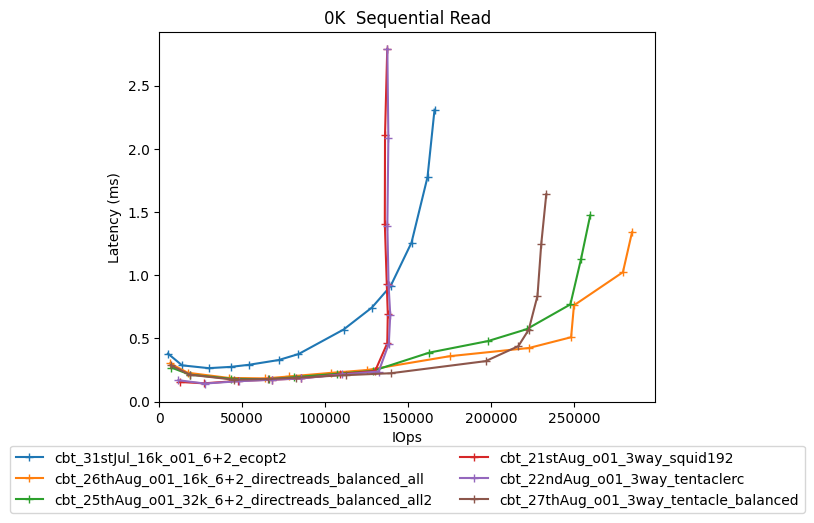 0K  Sequential Read
Latency (ms)
2.5
2.0
1.5
1.0
0.5
0.0
0 50000 100000 150000 200000 250000
IOps
cbt_31stJul_16k_o01_6+2_ecopt2
cbt_26thAug_o01_16k_6+2_directreads_balanced_all
cbt_25thAug_o01_32k_6+2_directreads_balanced_all2
cbt_21stAug_o01_3way_squid192
cbt_22ndAug_o01_3way_tentaclerc
cbt_27thAug_o01_3way_tentacle_balanced